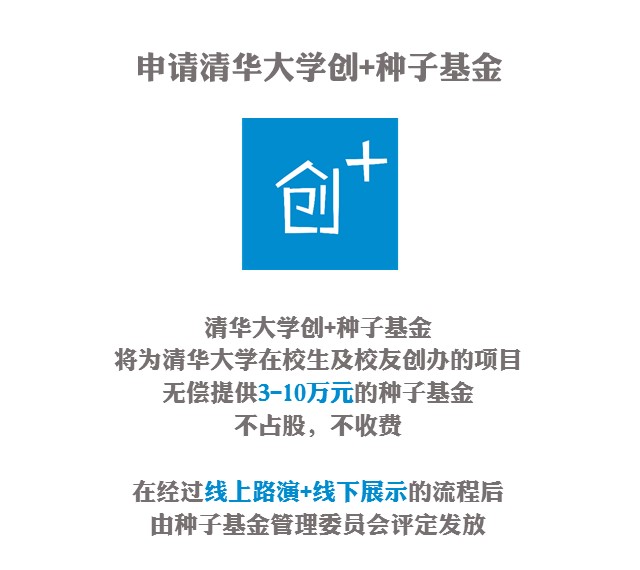 申请清华大学创+种子基金
创+
清华大学创+种子基金
将为清华大学在校生及校友创办的项目
无偿提供3-10万元的种子基金
不占股，不收费
在经过线上路演+线下展示的流程后
由种子基金管理委员会评定发放